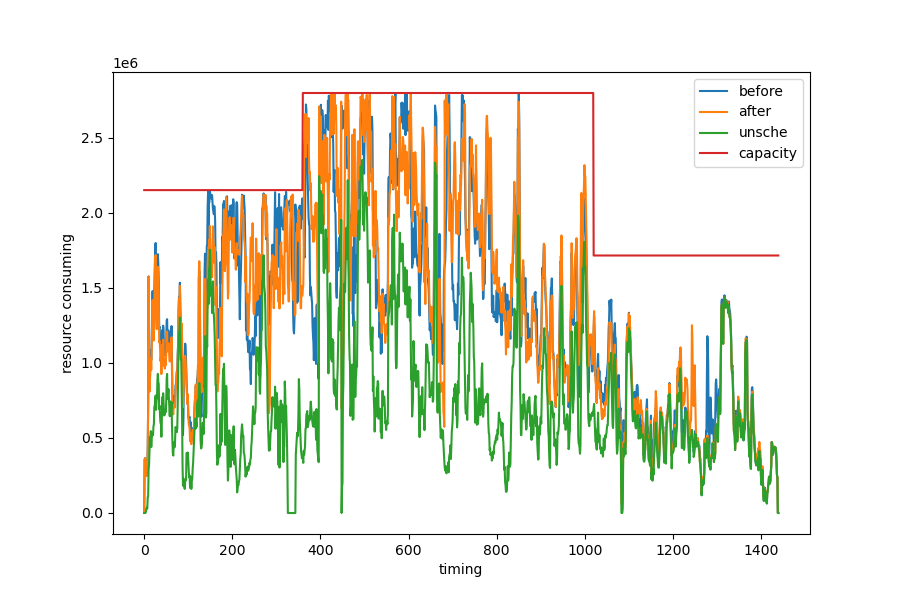 1e6
before
after
unsche
capacity
2.5
2.0
1.5
1.0
0.5
0.0
resource consuming
0 200 400 600 800 1000 1200 1400
timing